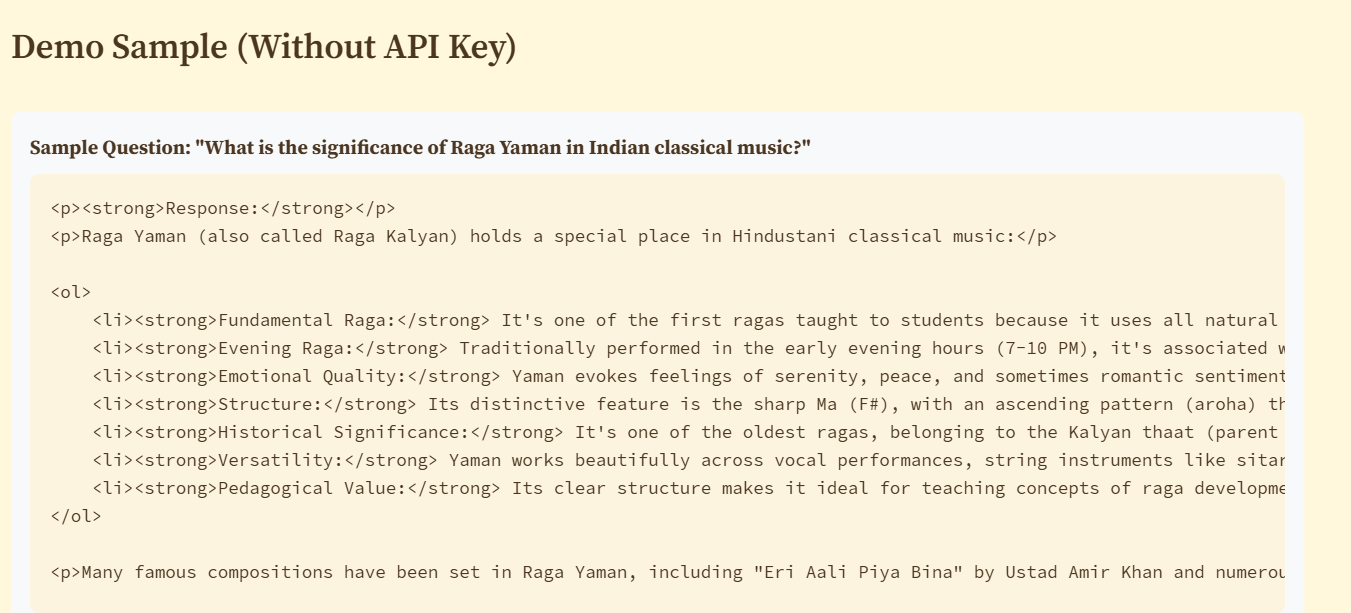 Demo Sample (Without API Key)
Sample Question: "What is the significance of Raga Yaman in Indian classical music?"
<p><strong>Response:</strong></p>
<p>Raga Yaman (also called Raga Kalyan) holds a special place in Hindustani classical music:</p>
<ol>
<li><strong>Fundamental Raga:</strong> It's one of the first ragas taught to students because it uses all natural
<li><strong>Evening Raga:</strong> Traditionally performed in the early evening hours (7-10 PM), it's associated
<li><strong>Emotional Quality:</strong> Yaman evokes feelings of serenity, peace, and sometimes romantic sentiment
<li><strong>Structure:</strong> Its distinctive feature is the sharp Ma (F#), with an ascending pattern (aroha) th
<li><strong>Historical Significance:</strong> It's one of the oldest ragas, belonging to the Kalyan thaat (parent
<li><strong>Versatility:</strong> Yaman works beautifully across vocal performances, string instruments like sitar
<li><strong>Pedagogical Value:</strong> Its clear structure makes it ideal for teaching concepts of raga developme
</ol>
<p>Many famous compositions have been set in Raga Yaman, including "Eri Aali Piya Bina" by Ustad Amir Khan and numerou